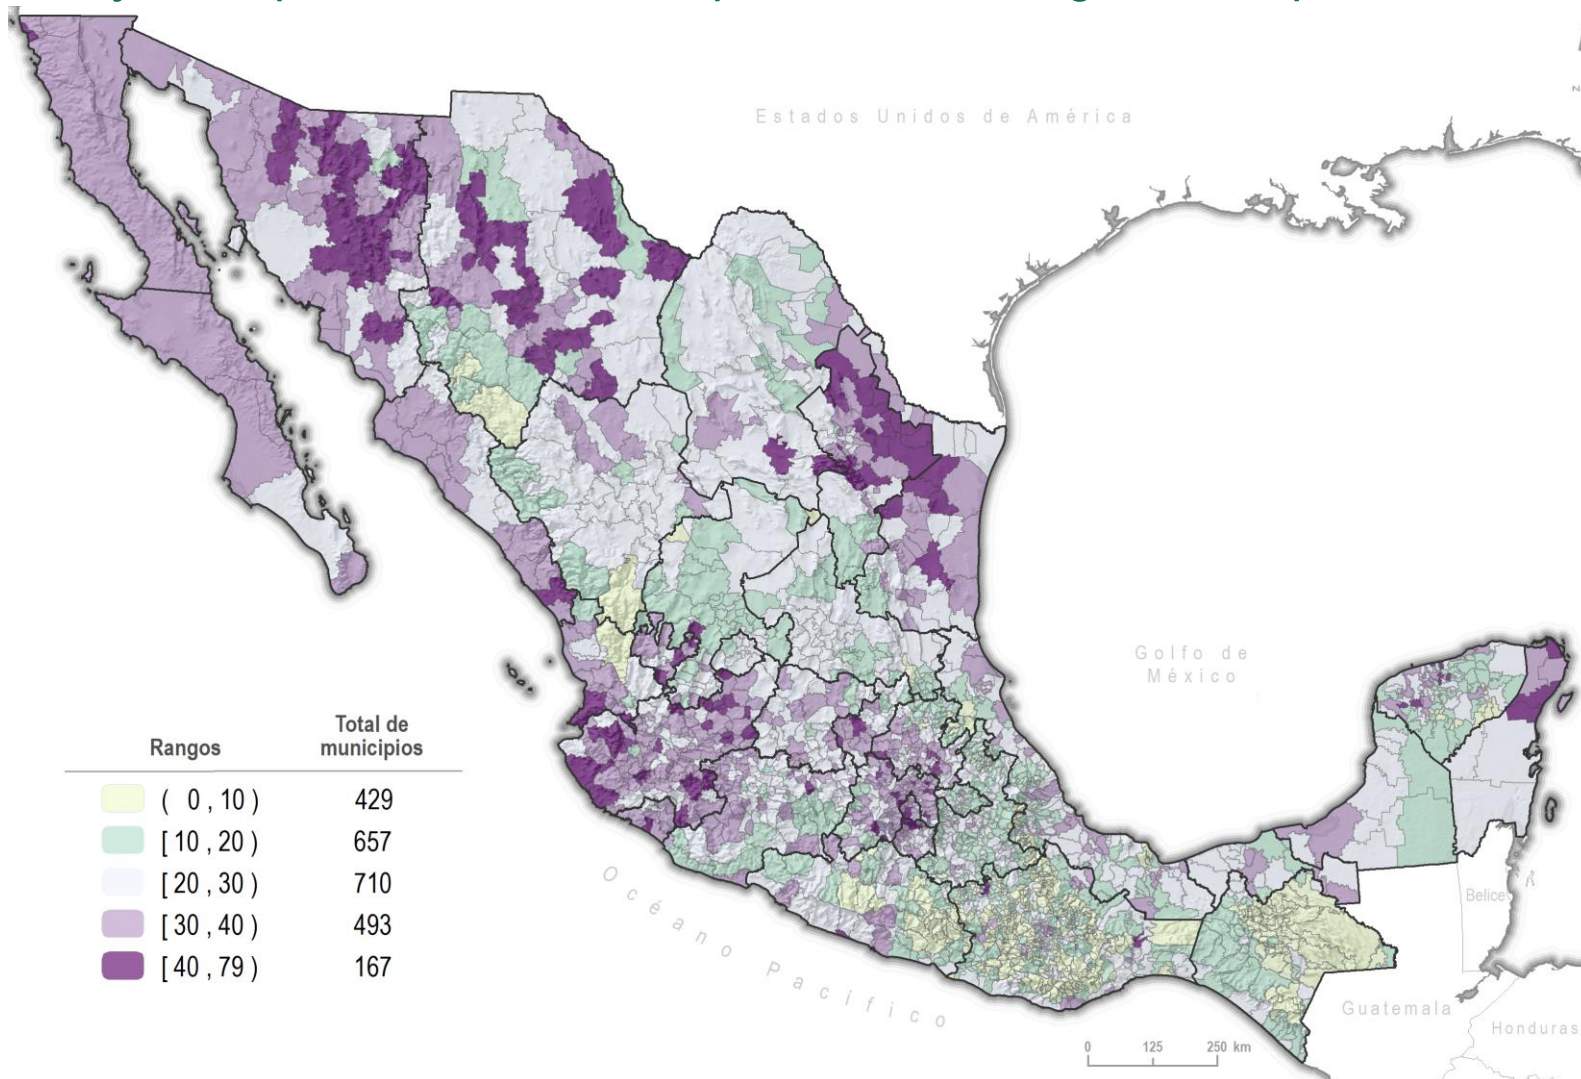 Estados Unidos de América
Golfo de
México
Rangos
Total de
municipios
( 0 , 10 )
429
[ 10 , 20 )
657
[ 20 , 30 )
710
[ 30 , 40 )
493
[ 40 , 79 )
167
Océano Pacífico
Belice
Guatemala
Honduras
0 125 250 km